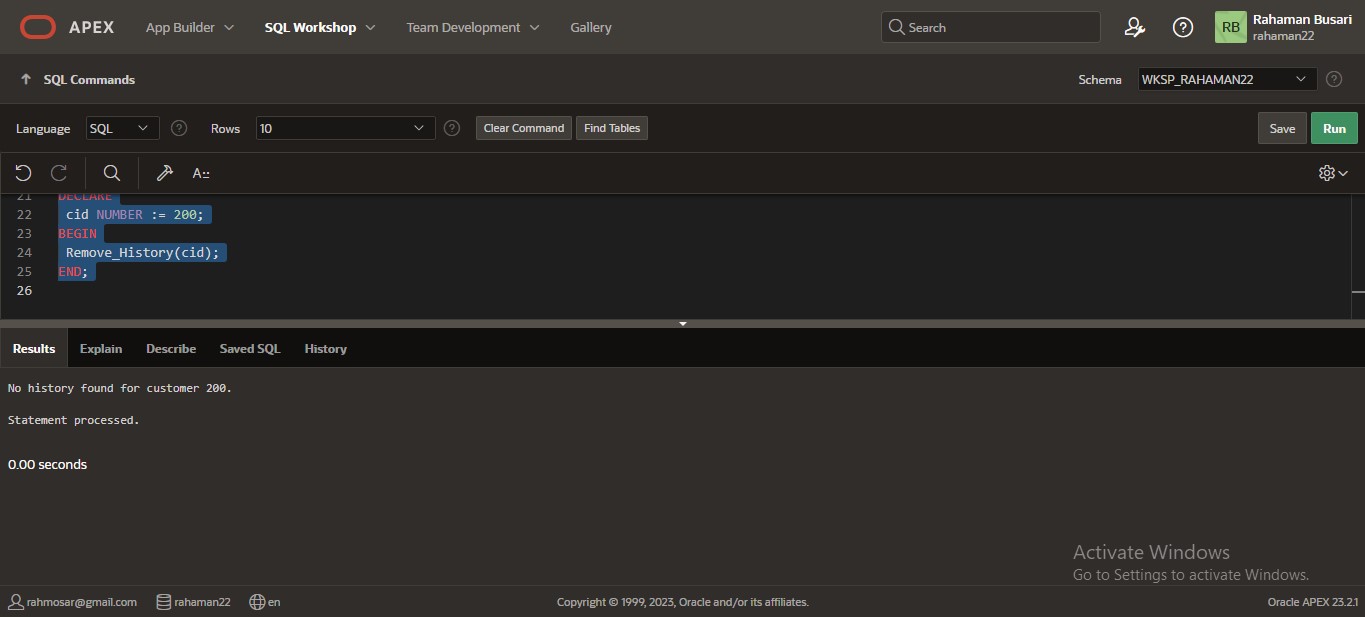 APEX App Builder SQL Workshop Team Development Gallery Search RB Rahaman Busari
rahaman22
SQL Commands Schema WKSP_RAHAMAN22
Language SQL Rows 10 Clear Command Find Tables Save Run
A::
21 DECLARE
22 cid NUMBER := 200;
23 BEGIN
24 Remove_History(cid);
25 END;
26
Results Explain Describe Saved SQL History
No history found for customer 200.
Statement processed.
0.00 seconds
Activate Windows
Go to Settings to activate Windows.
rahmosar@gmail.com rahaman22 en Copyright © 1999, 2023, Oracle and/or its affiliates. Oracle APEX 23.2.1